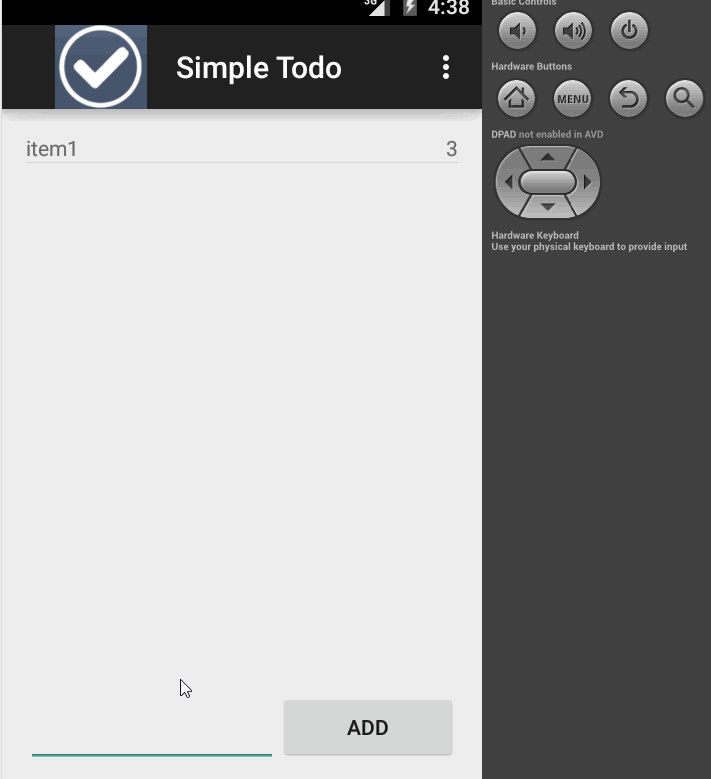 3G 4:38
Simple Todo
item1 3
ADD
Basic Controls
Hardware Buttons
MENU
DPAD not enabled in AVD
Hardware Keyboard
Use your physical keyboard to provide input